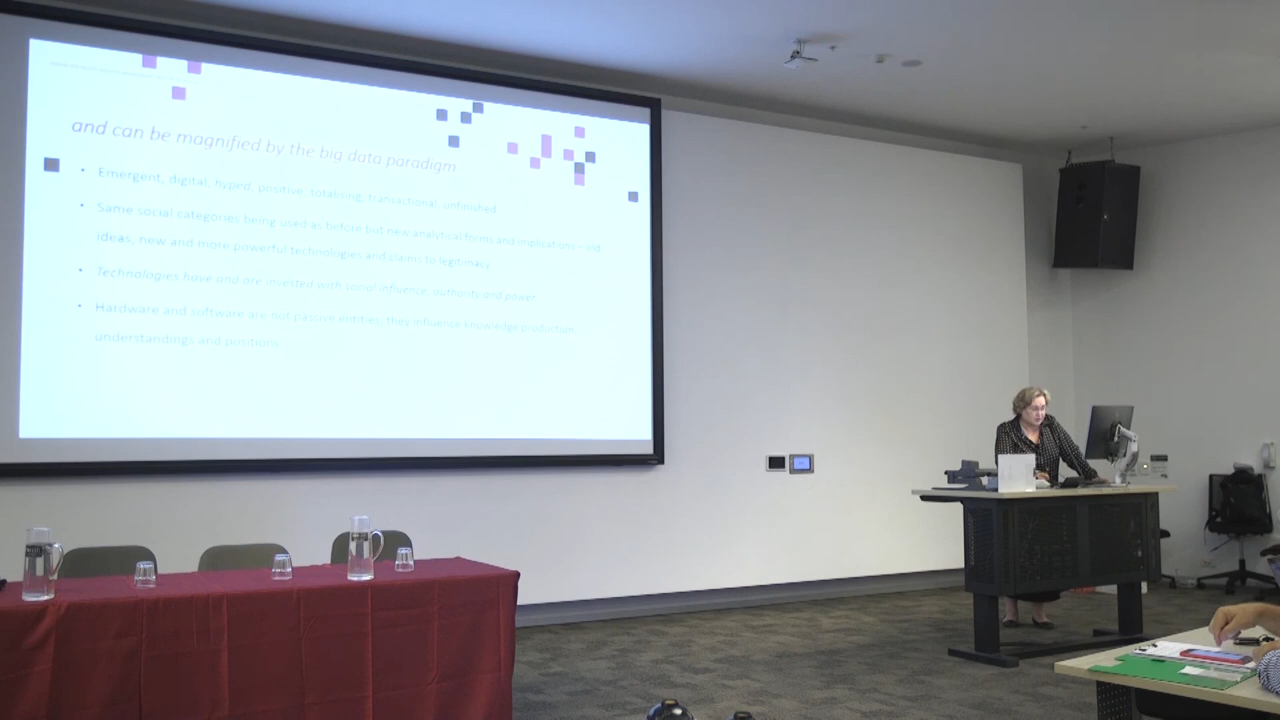 and can be magnified by the big data paradigm
• Emergent, digital, hyped, positive, totalising, transactional, unfinished
• Same social categories being used as before but new analytical forms and implications – old
ideas, new and more powerful technologies and claims to legitimacy
• Technologies have and are invested with social influence, authority and power
• Hardware and software are not passive entities, they influence knowledge production,
understandings and positions